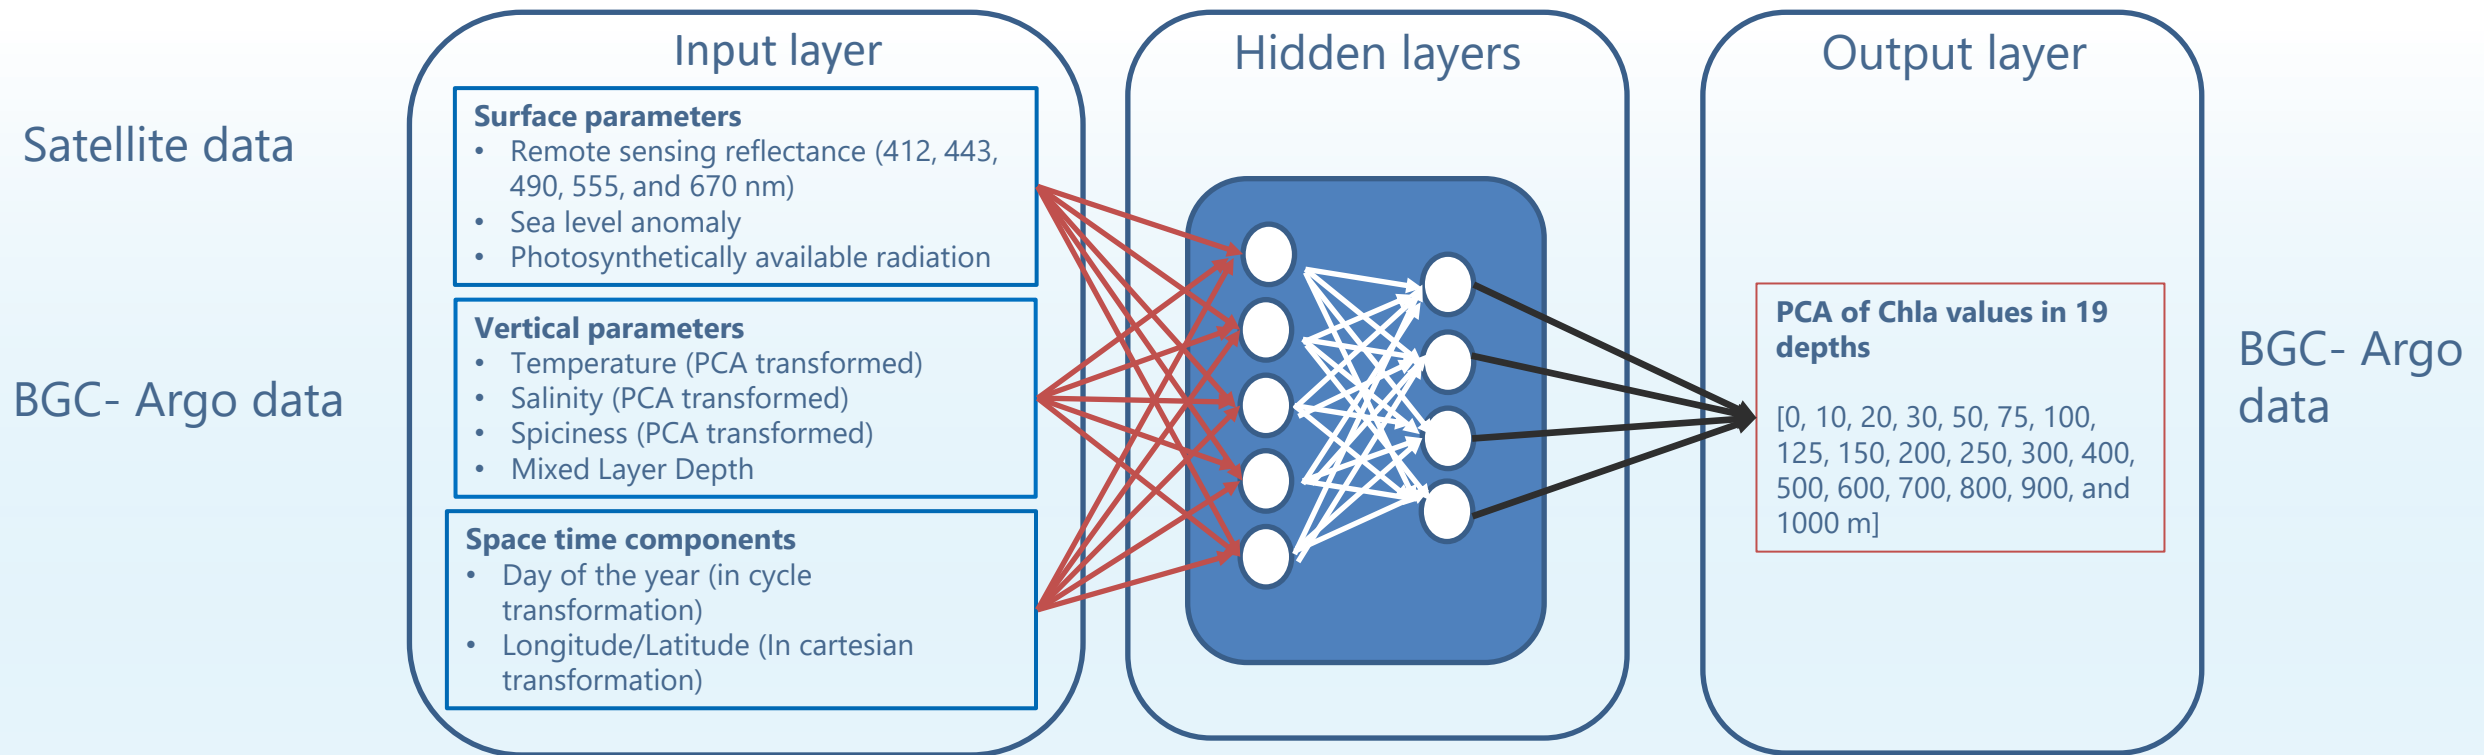 Input layer
Hidden layers
Output layer
Satellite data
Surface parameters
• Remote sensing reflectance (412, 443,
490, 555, and 670 nm)
• Sea level anomaly
• Photosynthetically available radiation
BGC- Argo data
Vertical parameters
• Temperature (PCA transformed)
• Salinity (PCA transformed)
• Spiciness (PCA transformed)
• Mixed Layer Depth
Space time components
• Day of the year (in cycle
transformation)
• Longitude/Latitude (In cartesian
transformation)
PCA of Chla values in 19
depths
[0, 10, 20, 30, 50, 75, 100,
125, 150, 200, 250, 300, 400,
500, 600, 700, 800, 900, and
1000 m]
BGC- Argo
data